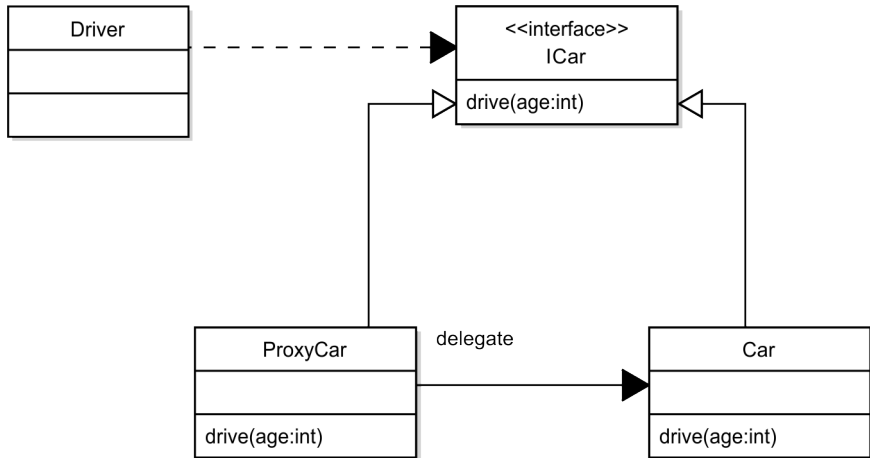 Driver
<<interface>>
ICar
drive(age:int)
ProxyCar
drive(age:int)
delegate
Car
drive(age:int)